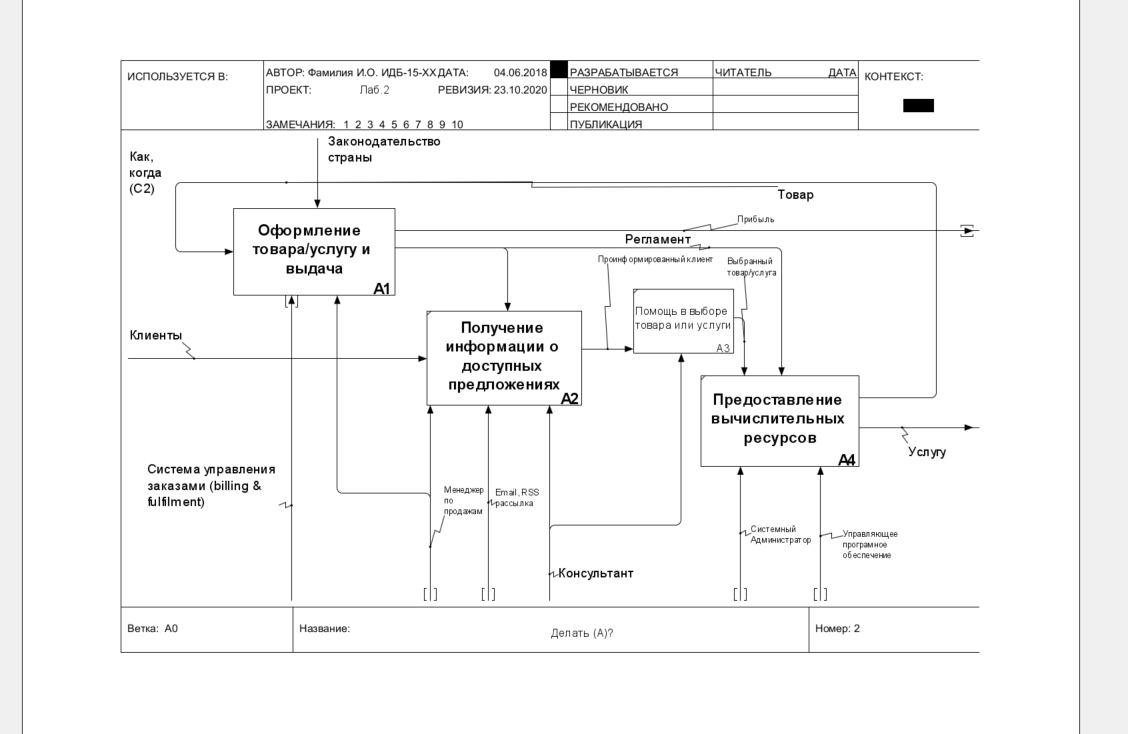 ИСПОЛЬЗУЕТСЯ В:
АВТОР: Фамилия И.О. ИДБ-15-XX ДАТА: 04.06.2018
ПРОЕКТ: Лаб.2 РЕВИЗИЯ: 23.10.2020
ЗАМЕЧАНИЯ: 1 2 3 4 5 6 7 8 9 10
РАЗРАБАТЫВАЕТСЯ
ЧЕРНОВИК
РЕКОМЕНДОВАНО
ПУБЛИКАЦИЯ
ЧИТАТЕЛЬ ДАТА
КОНТЕКСТ:
Законодательство
страны
Как,
когда
(C2)
Товар
Прибыль
Оформление
товара/услугу и
выдача
A1
Регламент
Проинформированный клиент
Выбранный
товар/услуга
Помощь в выборе
товара или услуги
A3
Клиенты
Получение
информации о
доступных
предложениях
A2
Предоставление
вычислительных
ресурсов
A4
Услугу
Система управления
заказами (billing &
fulfilment)
Менеджер
по
продажам
Email, RSS
рассылка
Консультант
Системный
Администратор
Управляющее
програмное
обеспечение
Ветка: A0
Название:
Делать (А)?
Номер: 2